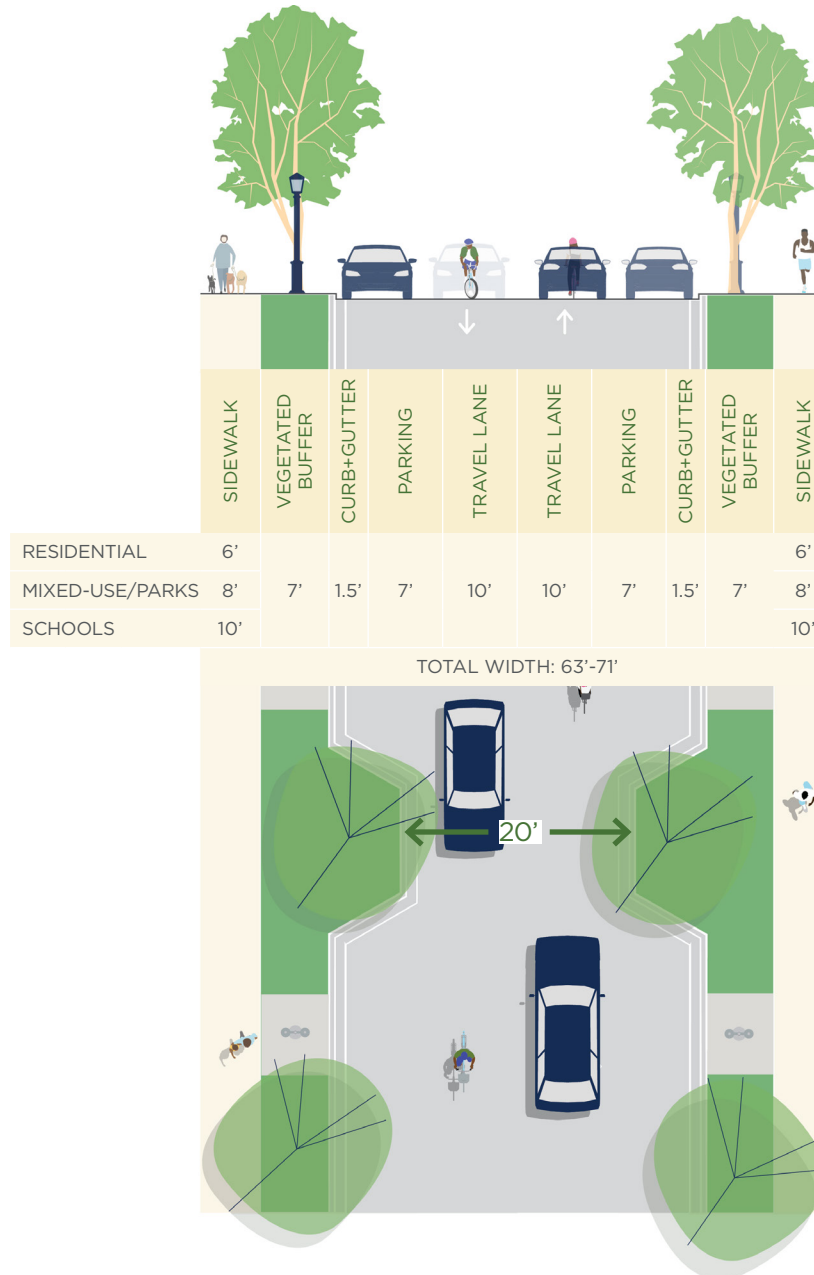 SIDEWALK
VEGETATED
BUFFER
CURB+GUTTER
PARKING
TRAVEL LANE
TRAVEL LANE
PARKING
CURB+GUTTER
VEGETATED
BUFFER
SIDEWALK
RESIDENTIAL 6' 6'
MIXED-USE/PARKS 8' 7' 1.5' 7' 10' 10' 7' 1.5' 7' 8'
SCHOOLS 10' 10'
TOTAL WIDTH: 63'-71'
20'